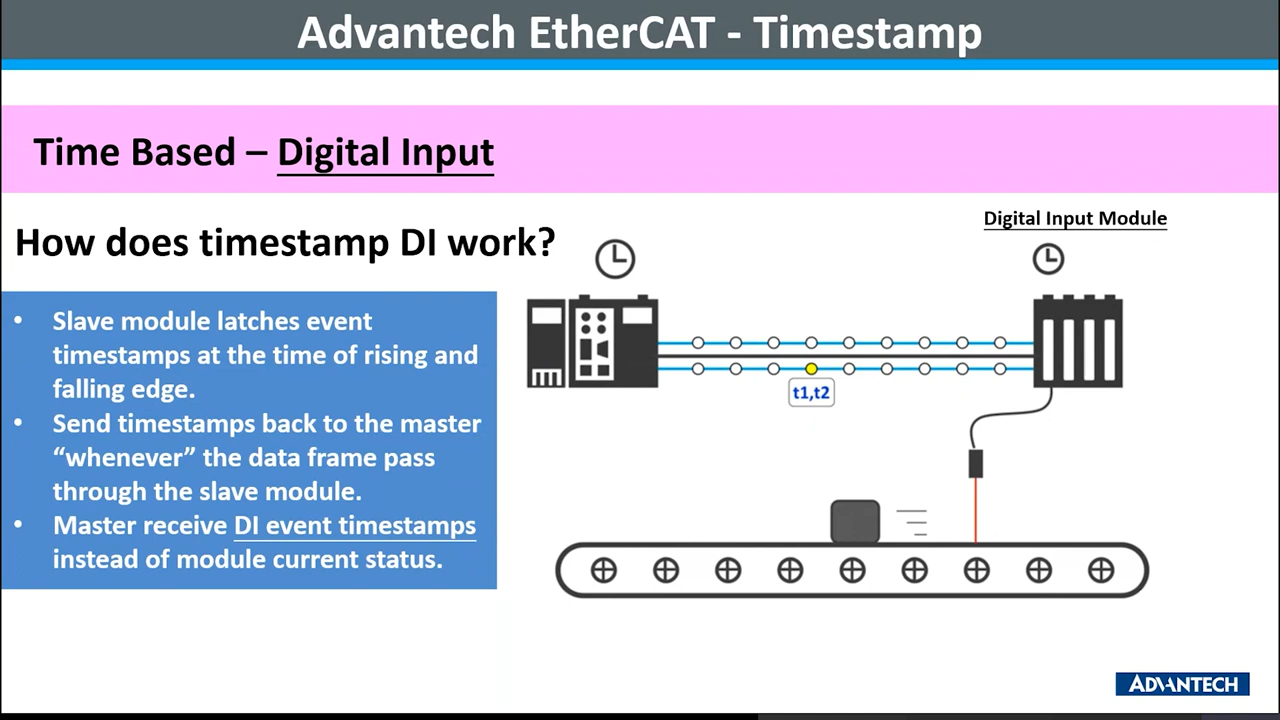 Advantech EtherCAT - Timestamp
Time Based – Digital Input
How does timestamp DI work?
Digital Input Module
• Slave module latches event
timestamps at the time of rising and
falling edge.
• Send timestamps back to the master
“whenever” the data frame pass
through the slave module.
• Master receive DI event timestamps
instead of module current status.
t1,t2
ADVANTECH